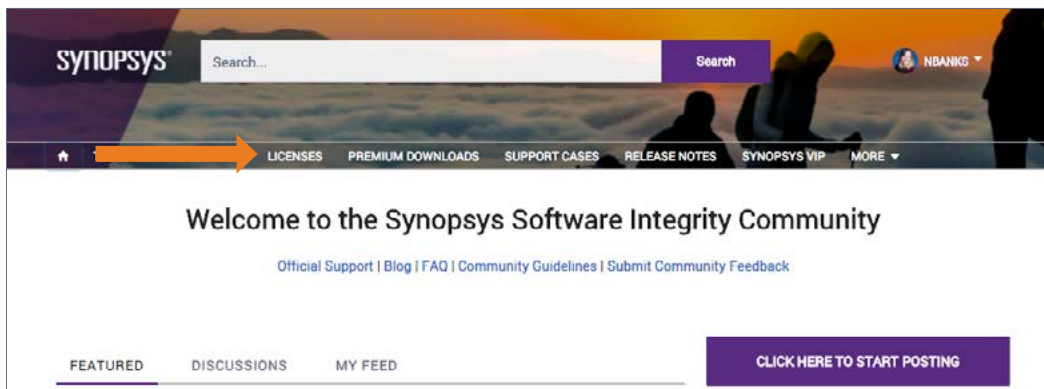 SYNOPSYS®
Search...
Search
NBANKS
LICENSES PREMIUM DOWNLOADS SUPPORT CASES RELEASE NOTES SYNOPSYS VIP MORE
Welcome to the Synopsys Software Integrity Community
Official Support | Blog | FAQ | Community Guidelines | Submit Community Feedback
FEATURED DISCUSSIONS MY FEED
CLICK HERE TO START POSTING